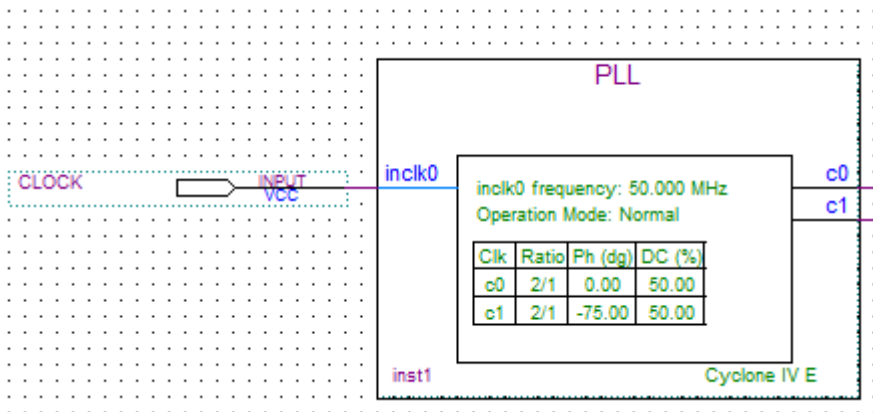 PLL
CLOCK INPUT
VCC
inclk0 c0
c1
inclk0 frequency: 50.000 MHz
Operation Mode: Normal
Clk Ratio Ph (dg) DC (%)
c0 2/1 0.00 50.00
c1 2/1 -75.00 50.00
inst1 Cyclone IV E